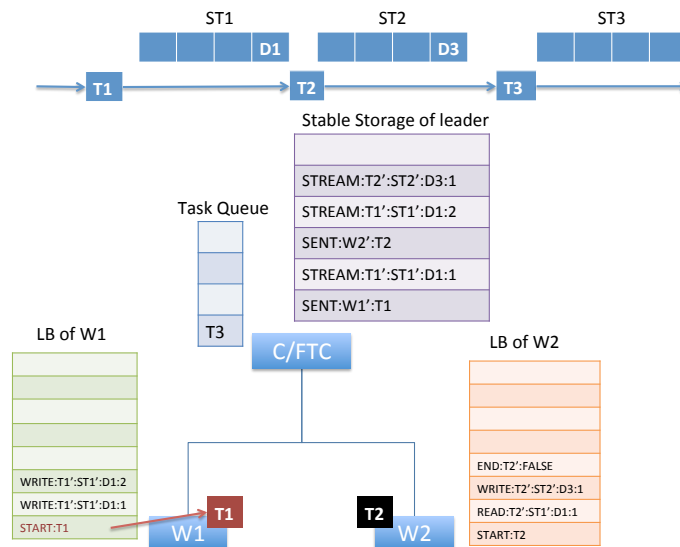 ST1
ST2
ST3
D1
D3
T1
T2
T3
Stable Storage of leader
STREAM:T2’:ST2’:D3:1
STREAM:T1’:ST1’:D1:2
SENT:W2’:T2
STREAM:T1’:ST1’:D1:1
SENT:W1’:T1
Task Queue
T3
C/FTC
LB of W1
WRITE:T1’:ST1’:D1:2
WRITE:T1’:ST1’:D1:1
START:T1
LB of W2
END:T2’:FALSE
WRITE:T2’:ST2’:D3:1
READ:T2’:ST1’:D1:1
START:T2
T1
W1
T2
W2